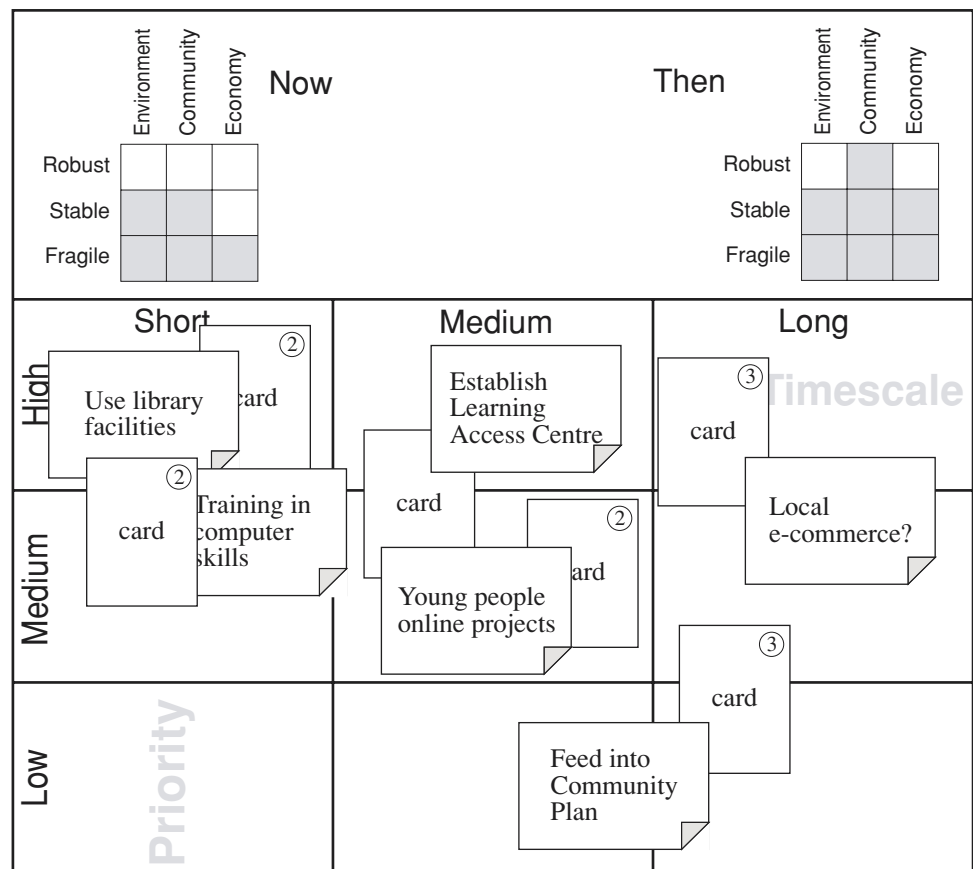 Now
Then
Environment
Community
Economy
Robust
Stable
Fragile
Environment
Community
Economy
Robust
Stable
Fragile
Short
Medium
Long
Timescale
High
Medium
Low
Priority
2
card
Use library
facilities
2
card
Training in
computer
skills
Establish
Learning
Access Centre
card
2
card
Young people
online projects
3
card
Local
e-commerce?
3
card
Feed into
Community
Plan